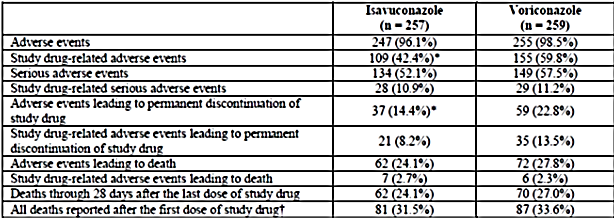 Isavuconazole Voriconazole
(n = 257) (n = 259)
Adverse events 247 (96.1%) 255 (98.5%)
Study drug-related adverse events 109 (42.4%)* 155 (59.8%)
Serious adverse events 134 (52.1%) 149 (57.5%)
Study drug-related serious adverse events 28 (10.9%) 29 (11.2%)
Adverse events leading to permanent discontinuation of
study drug 37 (14.4%)* 59 (22.8%)
Study drug-related adverse events leading to permanent
discontinuation of study drug 21 (8.2%) 35 (13.5%)
Adverse events leading to death 62 (24.1%) 72 (27.8%)
Study drug-related adverse events leading to death 7 (2.7%) 6 (2.3%)
Deaths through 28 days after the last dose of study drug 62 (24.1%) 70 (27.0%)
All deaths reported after the first dose of study drug† 81 (31.5%) 87 (33.6%)